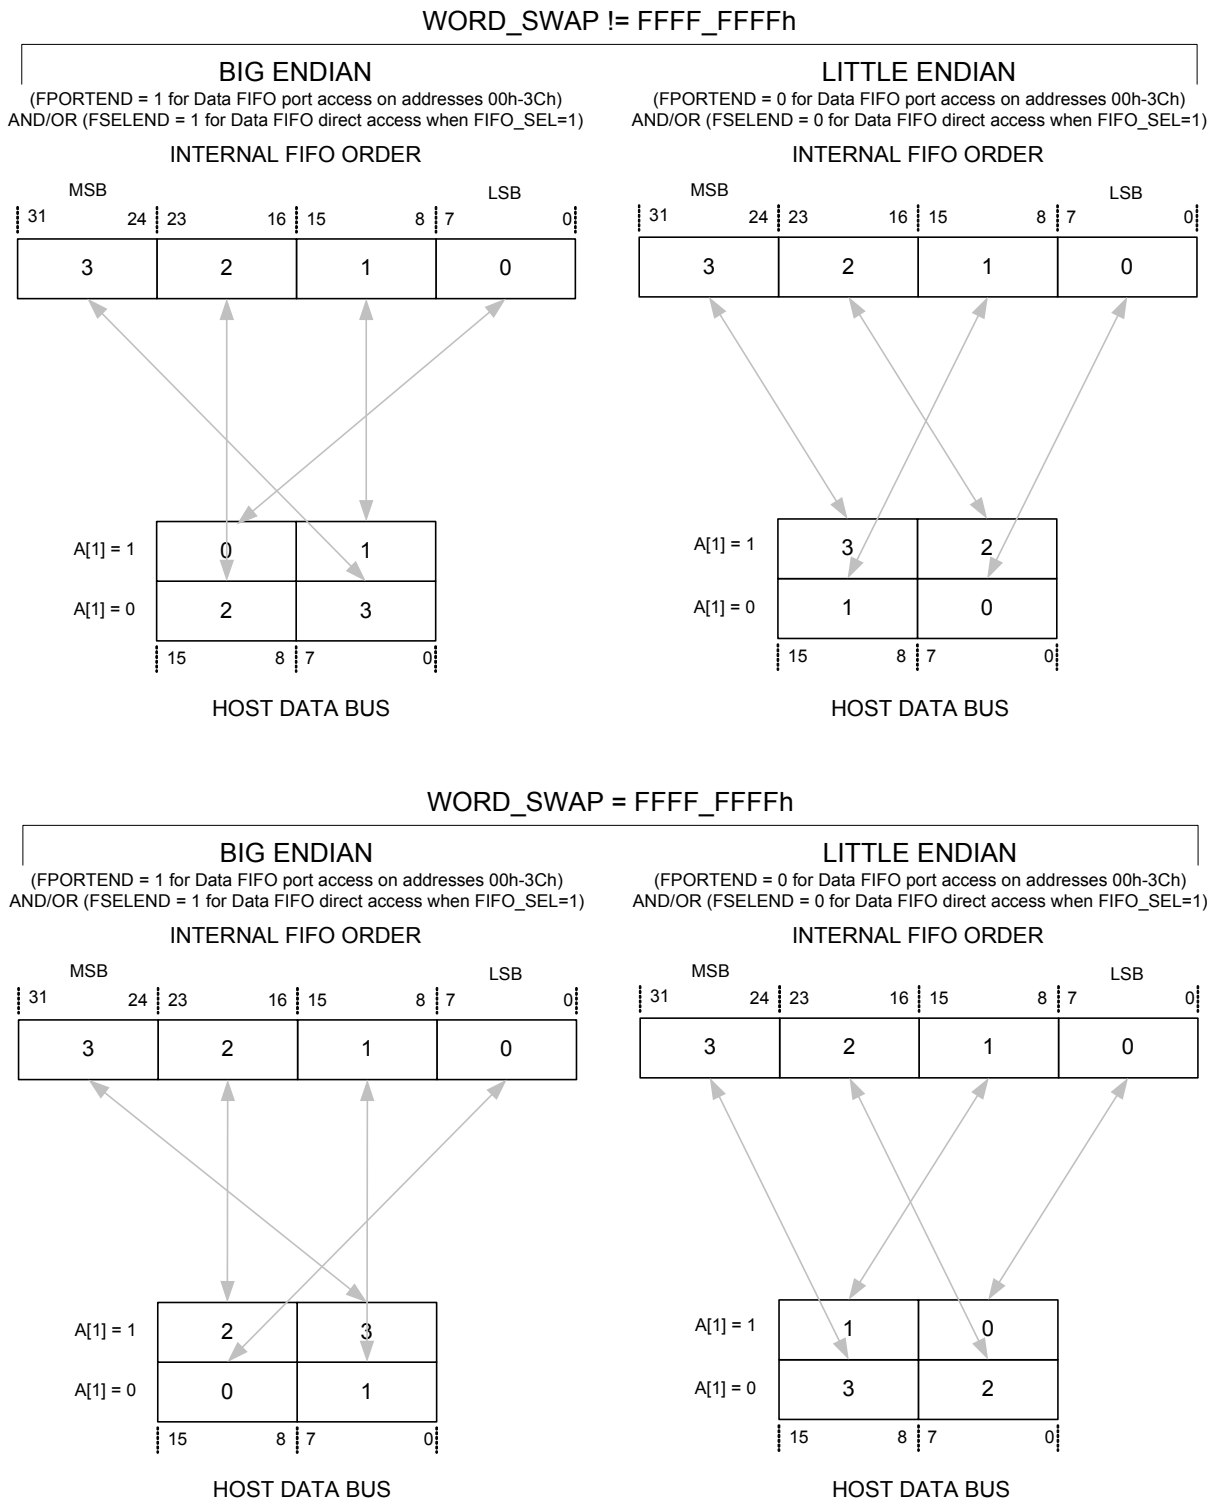 WORD_SWAP != FFFF_FFFFh
BIG ENDIAN
(FPORTEND = 1 for Data FIFO port access on addresses 00h-3Ch)
AND/OR (FSELEND = 1 for Data FIFO direct access when FIFO_SEL=1)
INTERNAL FIFO ORDER
MSB LSB
31 24 23 16 15 8 7 0
3 2 1 0
A[1] = 1 0 1
A[1] = 0 2 3
15 8 7 0
HOST DATA BUS
LITTLE ENDIAN
(FPORTEND = 0 for Data FIFO port access on addresses 00h-3Ch)
AND/OR (FSELEND = 0 for Data FIFO direct access when FIFO_SEL=1)
INTERNAL FIFO ORDER
MSB LSB
31 24 23 16 15 8 7 0
3 2 1 0
A[1] = 1 3 2
A[1] = 0 1 0
15 8 7 0
HOST DATA BUS
WORD_SWAP = FFFF_FFFFh
BIG ENDIAN
(FPORTEND = 1 for Data FIFO port access on addresses 00h-3Ch)
AND/OR (FSELEND = 1 for Data FIFO direct access when FIFO_SEL=1)
INTERNAL FIFO ORDER
MSB LSB
31 24 23 16 15 8 7 0
3 2 1 0
A[1] = 1 2 3
A[1] = 0 0 1
15 8 7 0
HOST DATA BUS
LITTLE ENDIAN
(FPORTEND = 0 for Data FIFO port access on addresses 00h-3Ch)
AND/OR (FSELEND = 0 for Data FIFO direct access when FIFO_SEL=1)
INTERNAL FIFO ORDER
MSB LSB
31 24 23 16 15 8 7 0
3 2 1 0
A[1] = 1 1 0
A[1] = 0 3 2
15 8 7 0
HOST DATA BUS